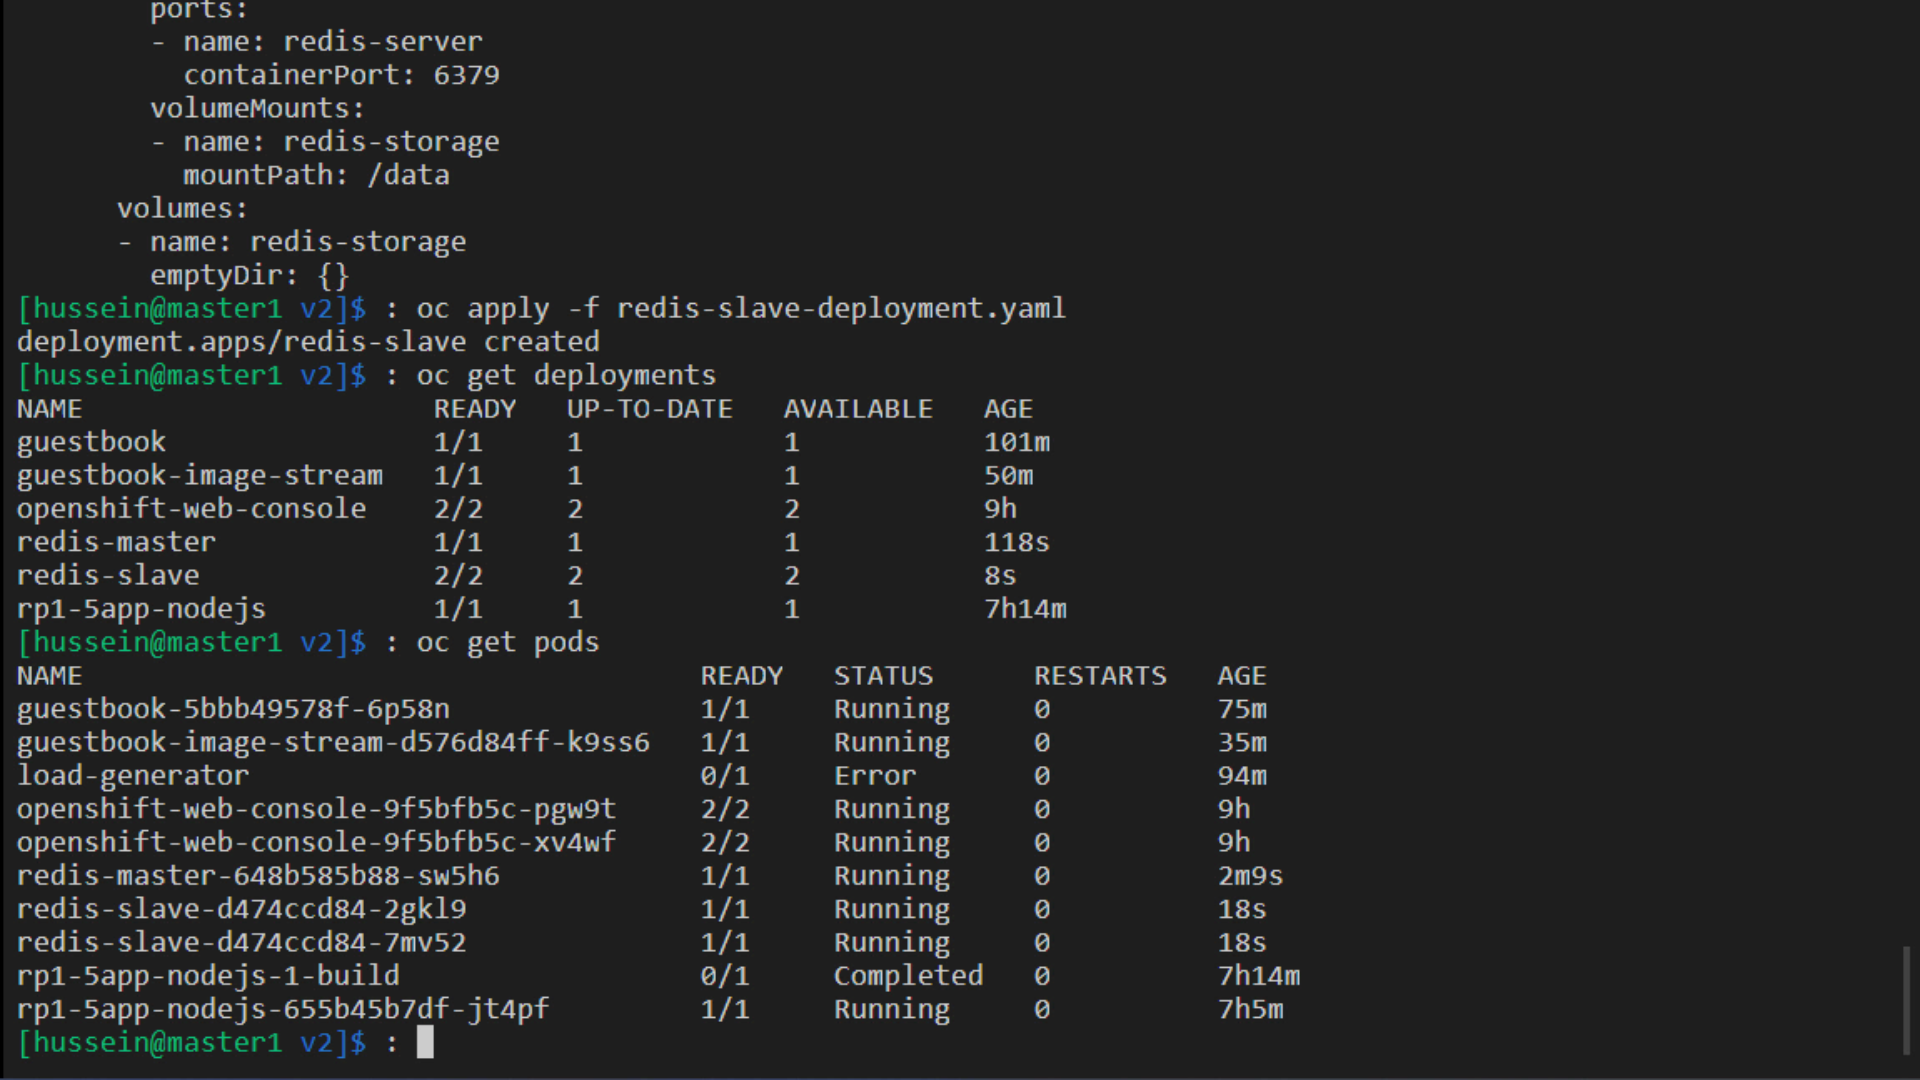 ports:
- name: redis-server
containerPort: 6379
volumeMounts:
- name: redis-storage
mountPath: /data
volumes:
- name: redis-storage
emptyDir: {}
[hussein@master1 v2]$ : oc apply -f redis-slave-deployment.yaml
deployment.apps/redis-slave created
[hussein@master1 v2]$ : oc get deployments
NAME READY UP-TO-DATE AVAILABLE AGE
guestbook 1/1 1 1 101m
guestbook-image-stream 1/1 1 1 50m
openshift-web-console 2/2 2 2 9h
redis-master 1/1 1 1 118s
redis-slave 2/2 2 2 8s
rp1-5app-nodejs 1/1 1 1 7h14m
[hussein@master1 v2]$ : oc get pods
NAME READY STATUS RESTARTS AGE
guestbook-5bbb49578f-6p58n 1/1 Running 0 75m
guestbook-image-stream-d576d84ff-k9ss6 1/1 Running 0 35m
load-generator 0/1 Error 0 94m
openshift-web-console-9f5bfb5c-pgw9t 2/2 Running 0 9h
openshift-web-console-9f5bfb5c-xv4wf 2/2 Running 0 9h
redis-master-648b585b88-sw5h6 1/1 Running 0 2m9s
redis-slave-d474ccd84-2gkl9 1/1 Running 0 18s
redis-slave-d474ccd84-7mv52 1/1 Running 0 18s
rp1-5app-nodejs-1-build 0/1 Completed 0 7h14m
rp1-5app-nodejs-655b45b7df-jt4pf 1/1 Running 0 7h5m
[hussein@master1 v2]$ :